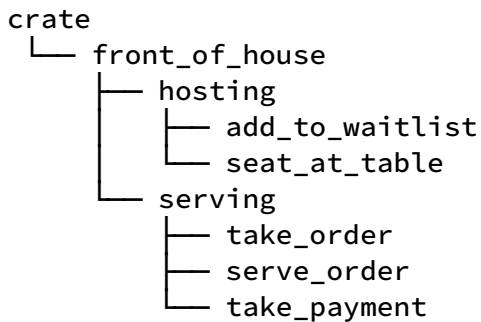 crate
└── front_of_house
├── hosting
│ ├── add_to_waitlist
│ └── seat_at_table
└── serving
├── take_order
├── serve_order
└── take_payment